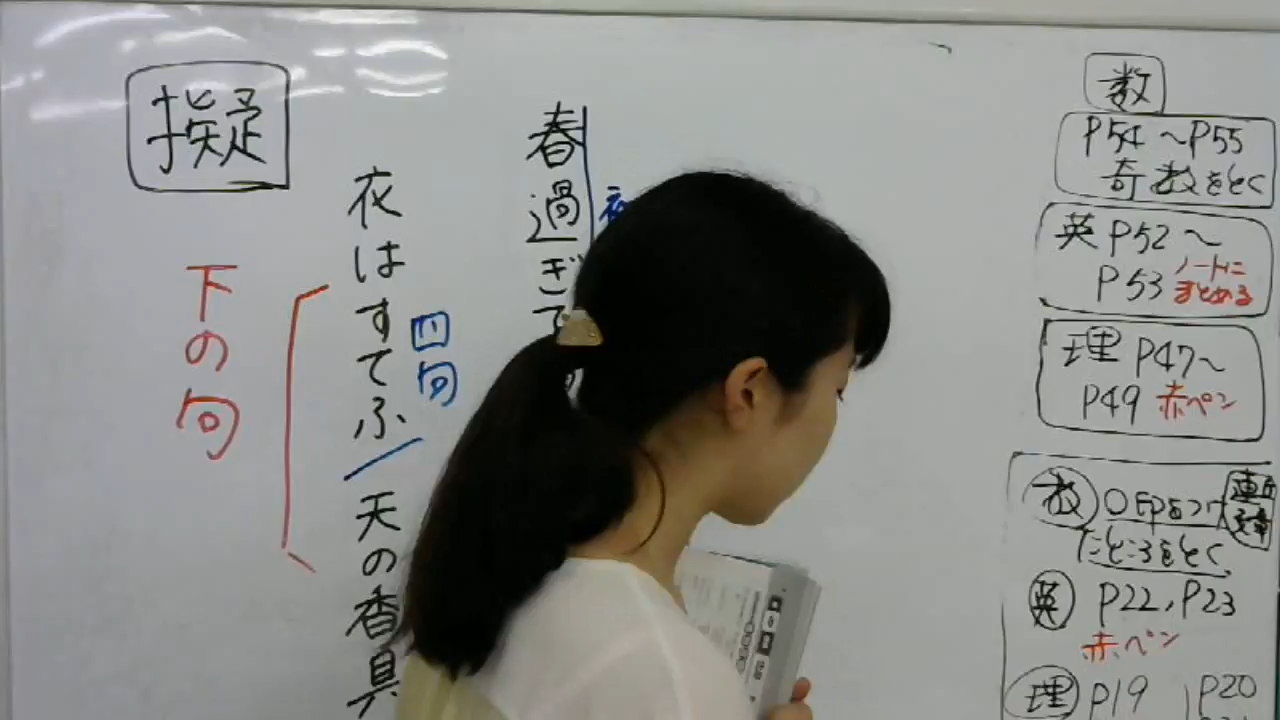 数
P54～P55
奇数をとく
英 P52～
P53 ノートに
まとめる
理 P47～
P49 赤ペン
数 〇印をつけ
たところをとく
英 P22, P23
赤ペン
理 P19 P20
春過ぎて
四句
衣はすてふ/天の香具
下の句
擬